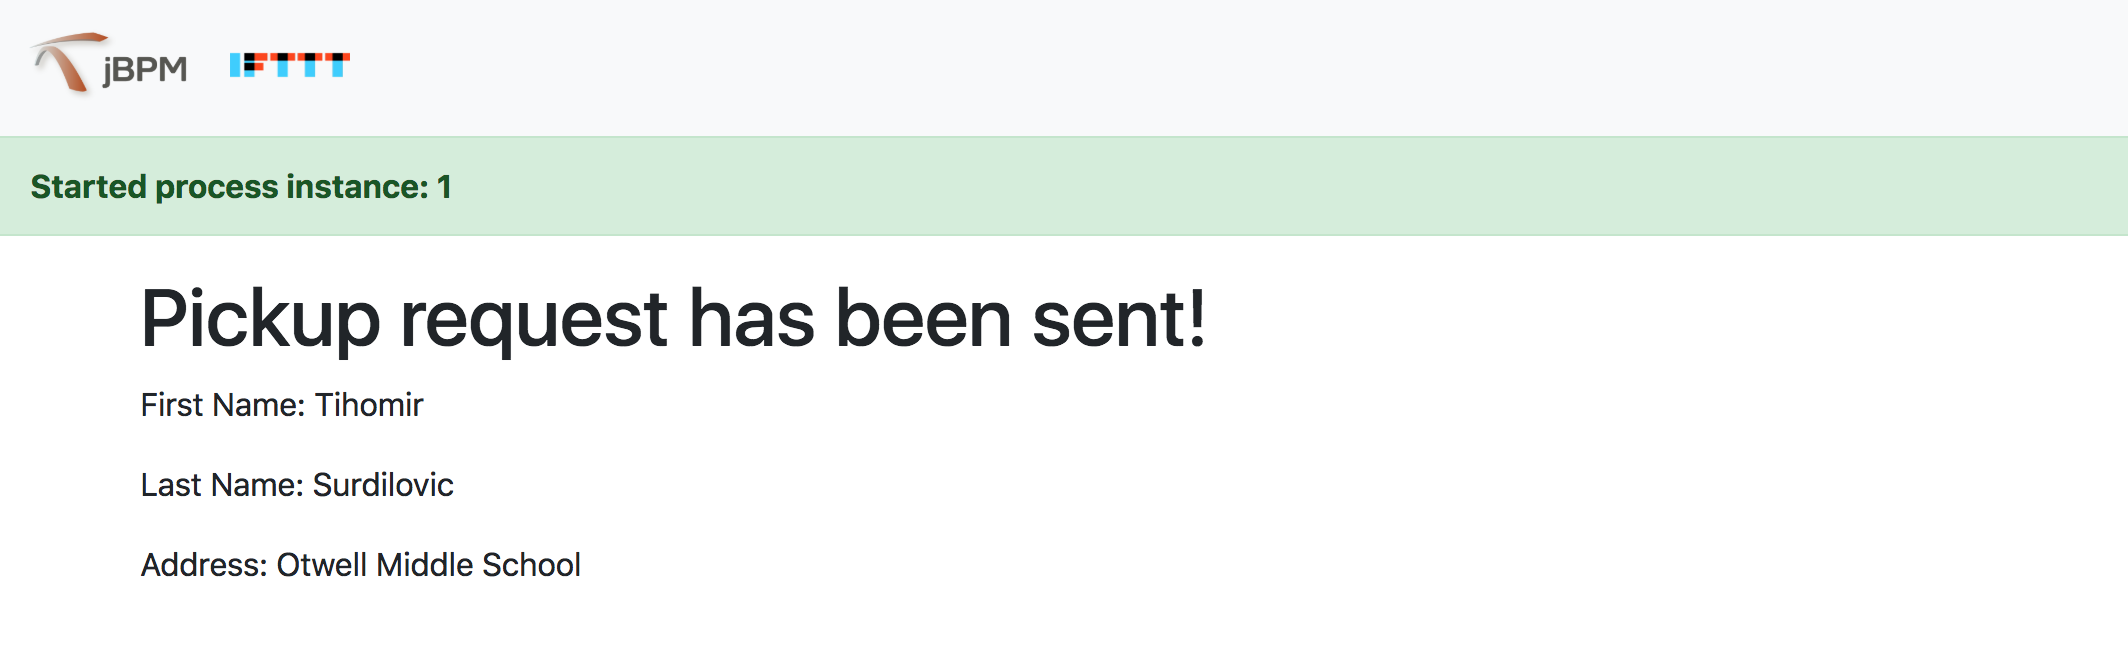 jBPM IFTTT
Started process instance: 1
Pickup request has been sent!
First Name: Tihomir
Last Name: Surdilovic
Address: Otwell Middle School